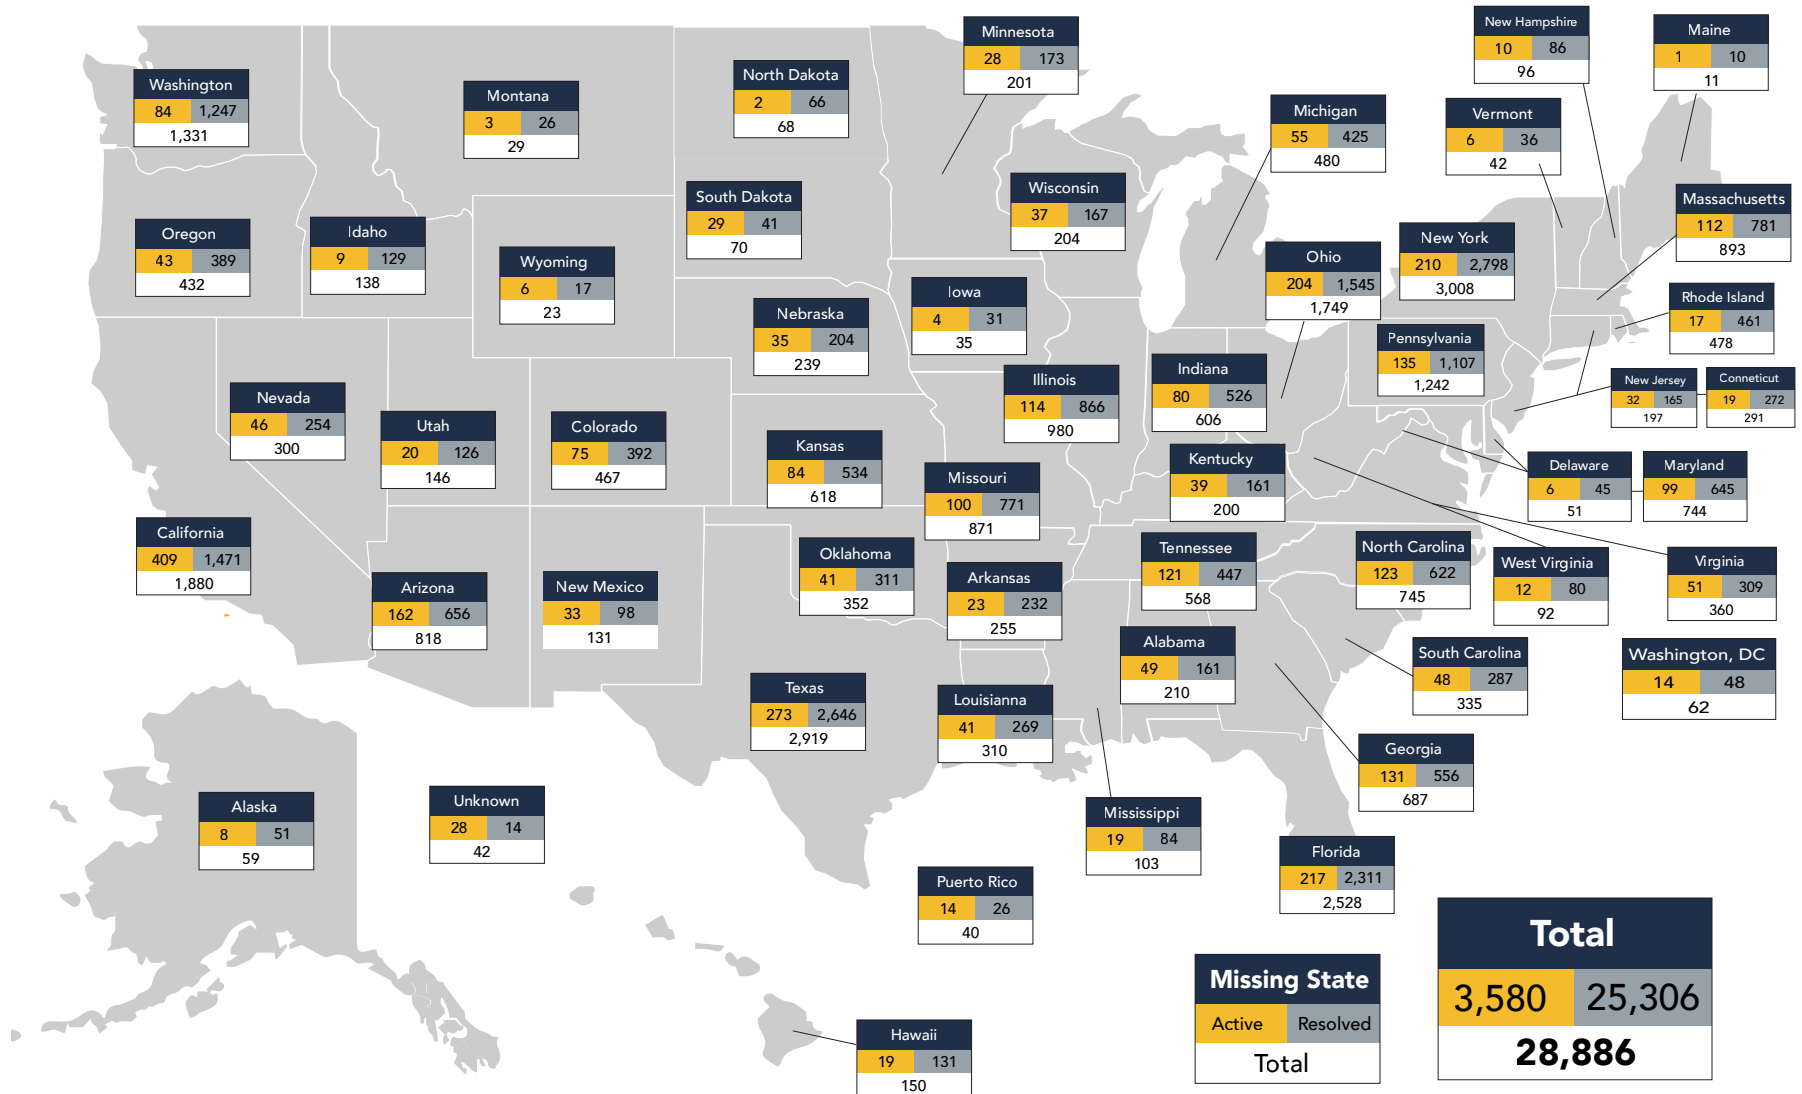 Washington
84 1,247
1,331
Montana
3 26
29
North Dakota
2 66
68
Minnesota
28 173
201
New Hampshire
10 86
96
Maine
1 10
11
Michigan
55 425
480
Vermont
6 36
42
Wisconsin
37 167
204
South Dakota
29 41
70
Massachusetts
112 781
893
Oregon
43 389
432
Idaho
9 129
138
Wyoming
6 17
23
New York
210 2,798
3,008
Ohio
204 1,545
1,749
Iowa
4 31
35
Rhode Island
17 461
478
Nebraska
35 204
239
Pennsylvania
135 1,107
1,242
Indiana
80 526
606
Illinois
114 866
980
New Jersey
32 165
197
Conneticut
19 272
291
Nevada
46 254
300
Utah
20 126
146
Colorado
75 392
467
Kansas
84 534
618
Missouri
100 771
871
Kentucky
39 161
200
Delaware
6 45
51
Maryland
99 645
744
California
409 1,471
1,880
Oklahoma
41 311
352
Tennessee
121 447
568
North Carolina
123 622
745
West Virginia
12 80
92
Virginia
51 309
360
Arizona
162 656
818
New Mexico
33 98
131
Arkansas
23 232
255
Alabama
49 161
210
South Carolina
48 287
335
Washington, DC
14 48
62
Texas
273 2,646
2,919
Louisianna
41 269
310
Georgia
131 556
687
Alaska
8 51
59
Unknown
28 14
42
Mississippi
19 84
103
Florida
217 2,311
2,528
Puerto Rico
14 26
40
Hawaii
19 131
150
Missing State
Active Resolved
Total
Total
3,580 25,306
28,886